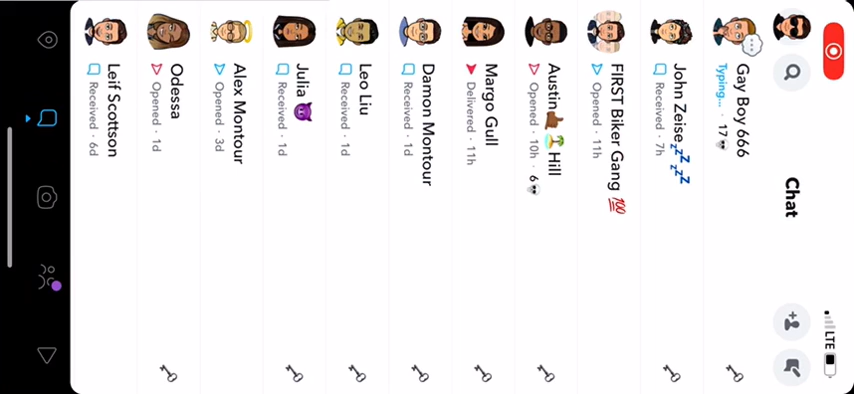 LTE
Chat
Gay Boy 666
Typing... · 17💀
John Zeise💤💤
Received · 7h
FIRST Biker Gang 💯
Opened · 11h
Austin👍🏾🏝️ Hill
Opened · 10h · 6💀
Margo Gull
Delivered · 11h
Damon Montour
Received · 1d
Leo Liu
Received · 1d
Julia 😈
Received · 1d
Alex Montour
Opened · 3d
Odessa
Opened · 1d
Leif Scottson
Received · 6d